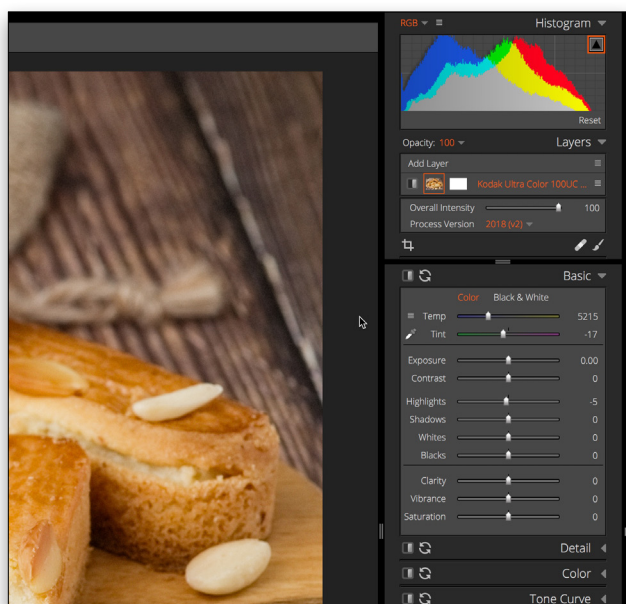 RGB Histogram
Reset
Opacity: 100 Layers
Add Layer
Kodak Ultra Color 100UC ...
Overall Intensity 100
Process Version 2018 (v2)
Basic
Color Black & White
Temp 5215
Tint -17
Exposure 0.00
Contrast 0
Highlights -5
Shadows 0
Whites 0
Blacks 0
Clarity 0
Vibrance 0
Saturation 0
Detail
Color
Tone Curve